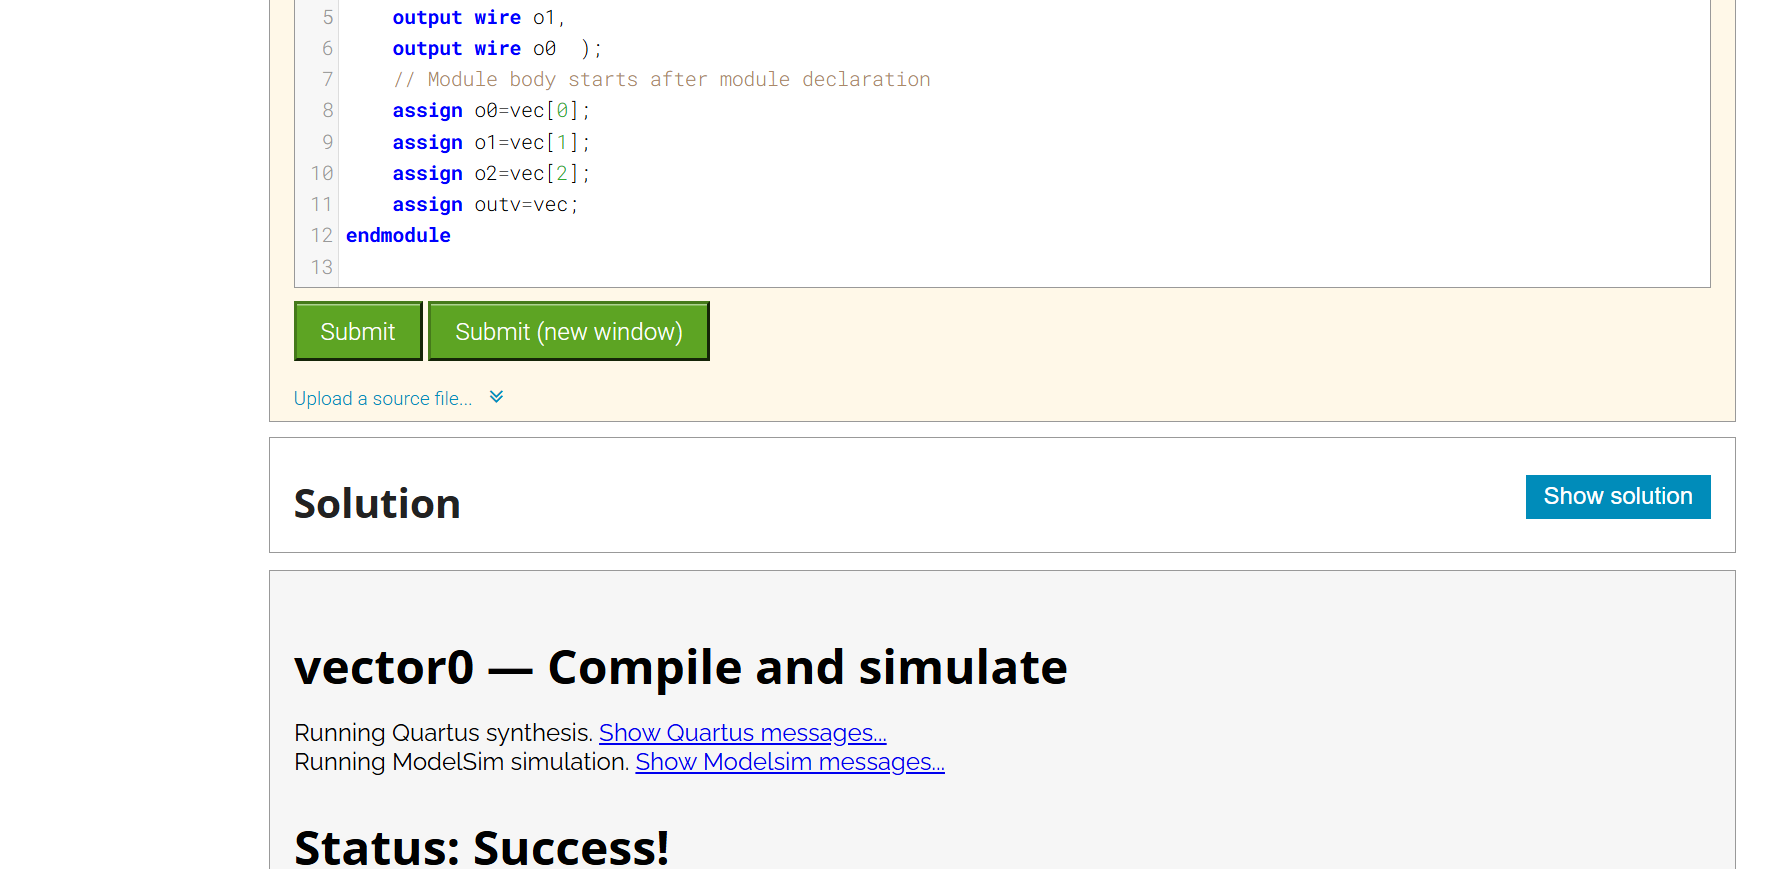 5 output wire o1,
6 output wire o0  );
7 // Module body starts after module declaration
8 assign o0=vec[0];
9 assign o1=vec[1];
10 assign o2=vec[2];
11 assign outv=vec;
12 endmodule
13
Submit Submit (new window)
Upload a source file...
Solution Show solution
vector0 — Compile and simulate
Running Quartus synthesis. Show Quartus messages...
Running ModelSim simulation. Show Modelsim messages...
Status: Success!